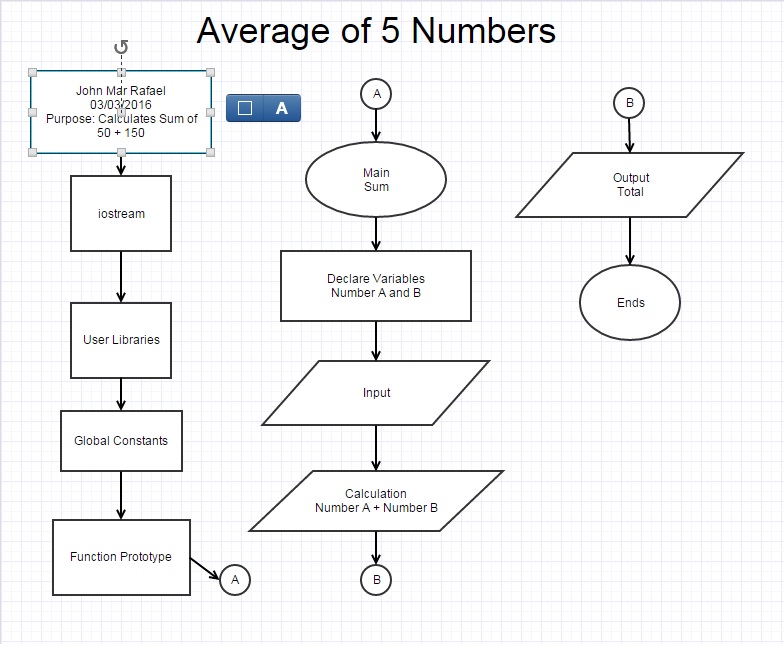 Average of 5 Numbers
John Mar Rafael
03/03/2016
Purpose: Calculates Sum of
50 + 150
A
iostream
User Libraries
Global Constants
Function Prototype
A
A
Main
Sum
Declare Variables
Number A and B
Input
Calculation
Number A + Number B
B
B
Output
Total
Ends